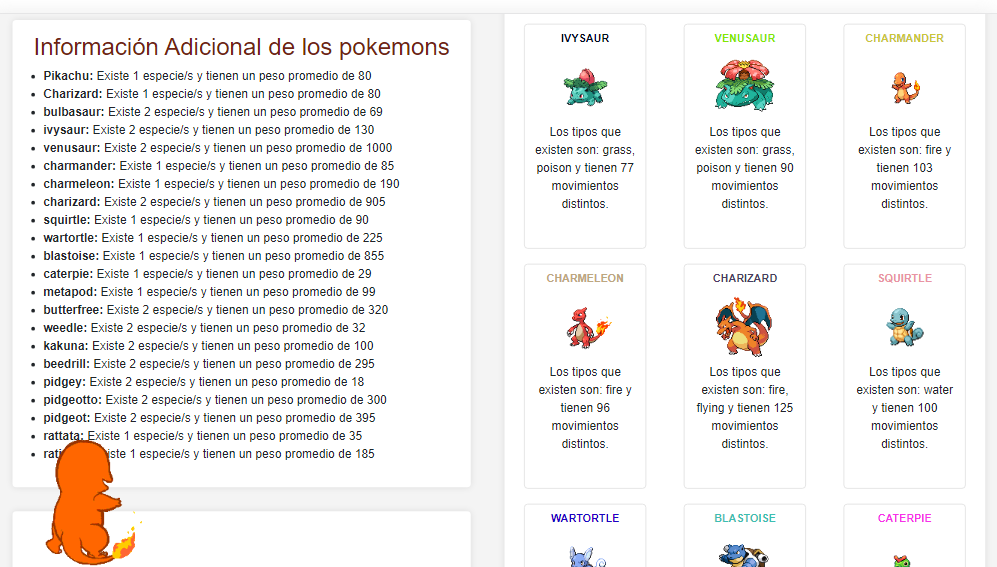 Información Adicional de los pokemons
Pikachu: Existe 1 especie/s y tienen un peso promedio de 80
Charizard: Existe 1 especie/s y tienen un peso promedio de 80
bulbasaur: Existe 2 especie/s y tienen un peso promedio de 69
ivysaur: Existe 2 especie/s y tienen un peso promedio de 130
venusaur: Existe 2 especie/s y tienen un peso promedio de 1000
charmander: Existe 1 especie/s y tienen un peso promedio de 85
charmeleon: Existe 1 especie/s y tienen un peso promedio de 190
charizard: Existe 2 especie/s y tienen un peso promedio de 905
squirtle: Existe 1 especie/s y tienen un peso promedio de 90
wartortle: Existe 1 especie/s y tienen un peso promedio de 225
blastoise: Existe 1 especie/s y tienen un peso promedio de 855
caterpie: Existe 1 especie/s y tienen un peso promedio de 29
metapod: Existe 1 especie/s y tienen un peso promedio de 99
butterfree: Existe 2 especie/s y tienen un peso promedio de 320
weedle: Existe 2 especie/s y tienen un peso promedio de 32
kakuna: Existe 2 especie/s y tienen un peso promedio de 100
beedrill: Existe 2 especie/s y tienen un peso promedio de 295
pidgey: Existe 2 especie/s y tienen un peso promedio de 18
pidgeotto: Existe 2 especie/s y tienen un peso promedio de 300
pidgeot: Existe 2 especie/s y tienen un peso promedio de 395
rattata: Existe 1 especie/s y tienen un peso promedio de 35
ste 1 especie/s y tienen un peso promedio de 185
IVYSAUR
Los tipos que
existen son: grass,
poison y tienen 77
movimientos
distintos.
VENUSAUR
Los tipos que
existen son: grass,
poison y tienen 90
movimientos
distintos.
CHARMANDER
Los tipos que
existen son: fire y
tienen 103
movimientos
distintos.
CHARMELEON
Los tipos que
existen son: fire y
tienen 96
movimientos
distintos.
CHARIZARD
Los tipos que
existen son: fire,
flying y tienen 125
movimientos
distintos.
SQUIRTLE
Los tipos que
existen son: water
y tienen 100
movimientos
distintos.
WARTORTLE
BLASTOISE
CATERPIE